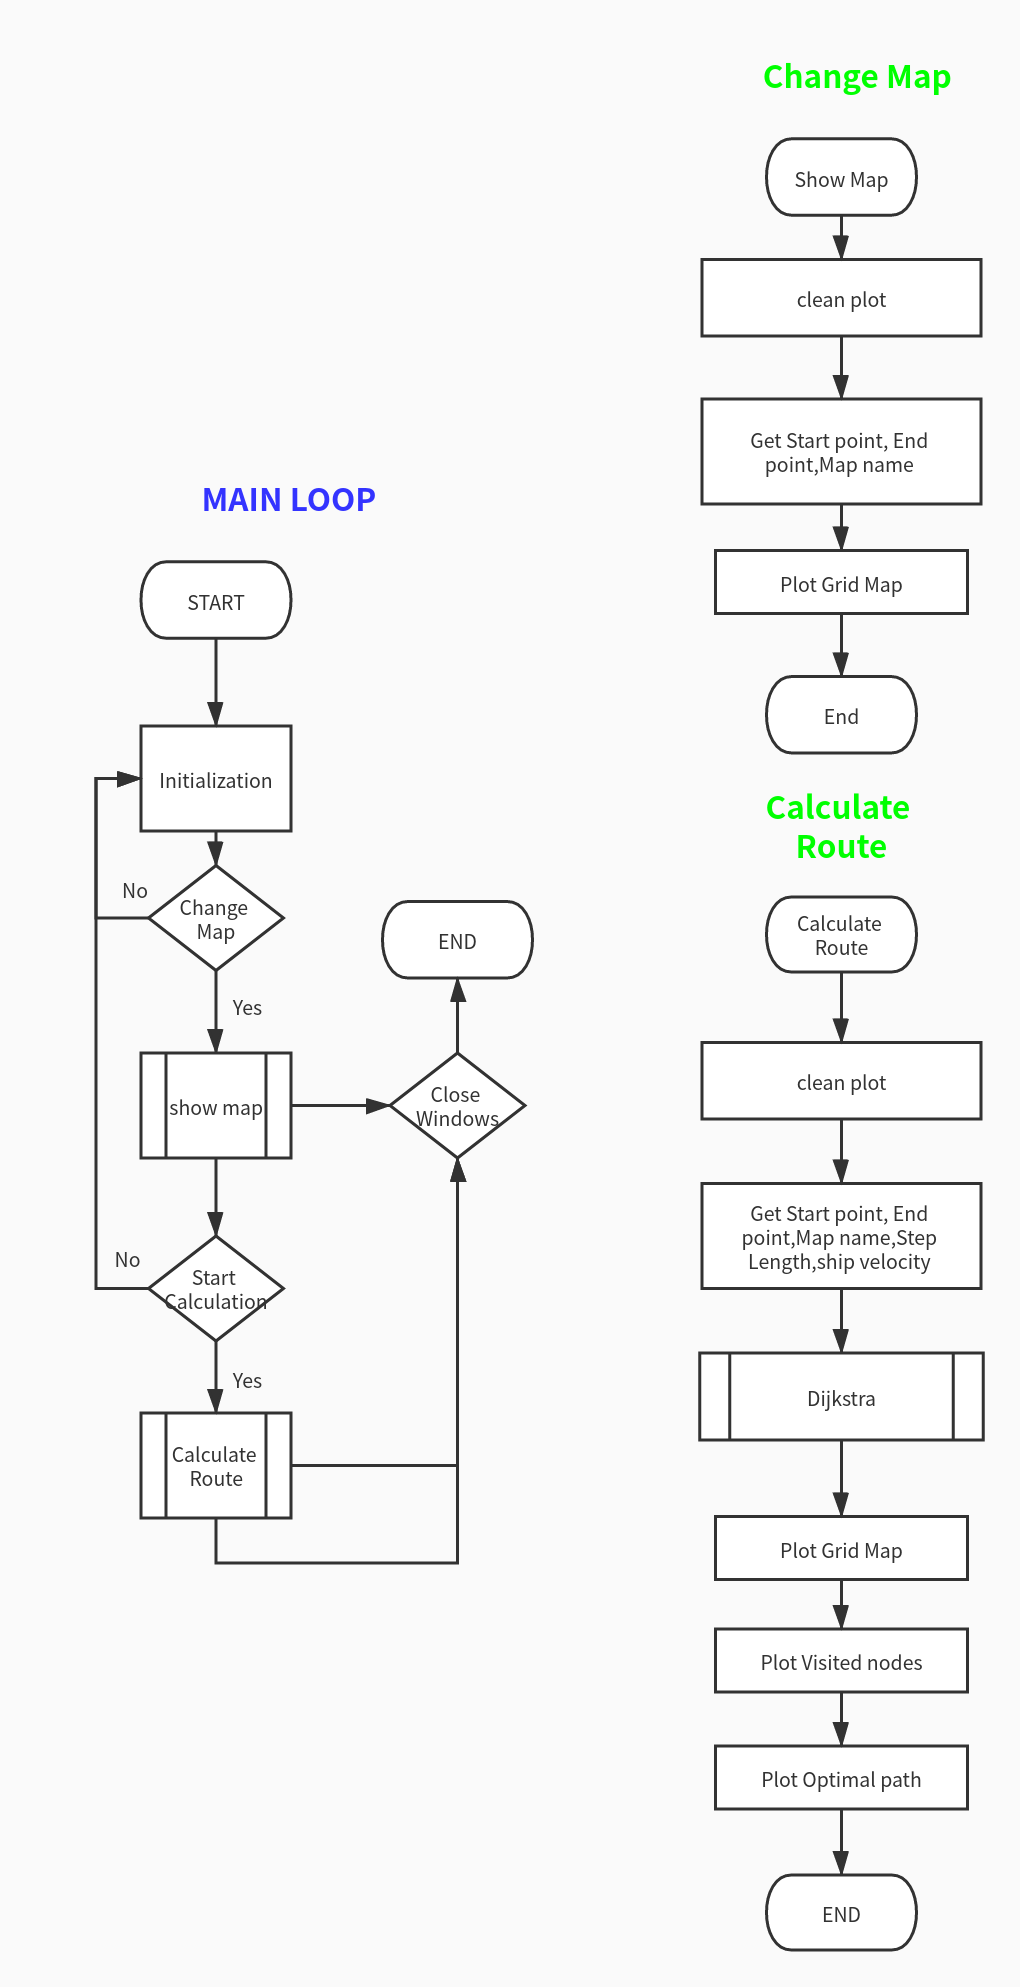 MAIN LOOP
START
Initialization
No
Change
Map
Yes
show map
No
Start
Calculation
Yes
Calculate
Route
END
Close
Windows
Change Map
Show Map
clean plot
Get Start point, End
point,Map name
Plot Grid Map
End
Calculate
Route
Calculate
Route
clean plot
Get Start point, End
point,Map name,Step
Length,ship velocity
Dijkstra
Plot Grid Map
Plot Visited nodes
Plot Optimal path
END